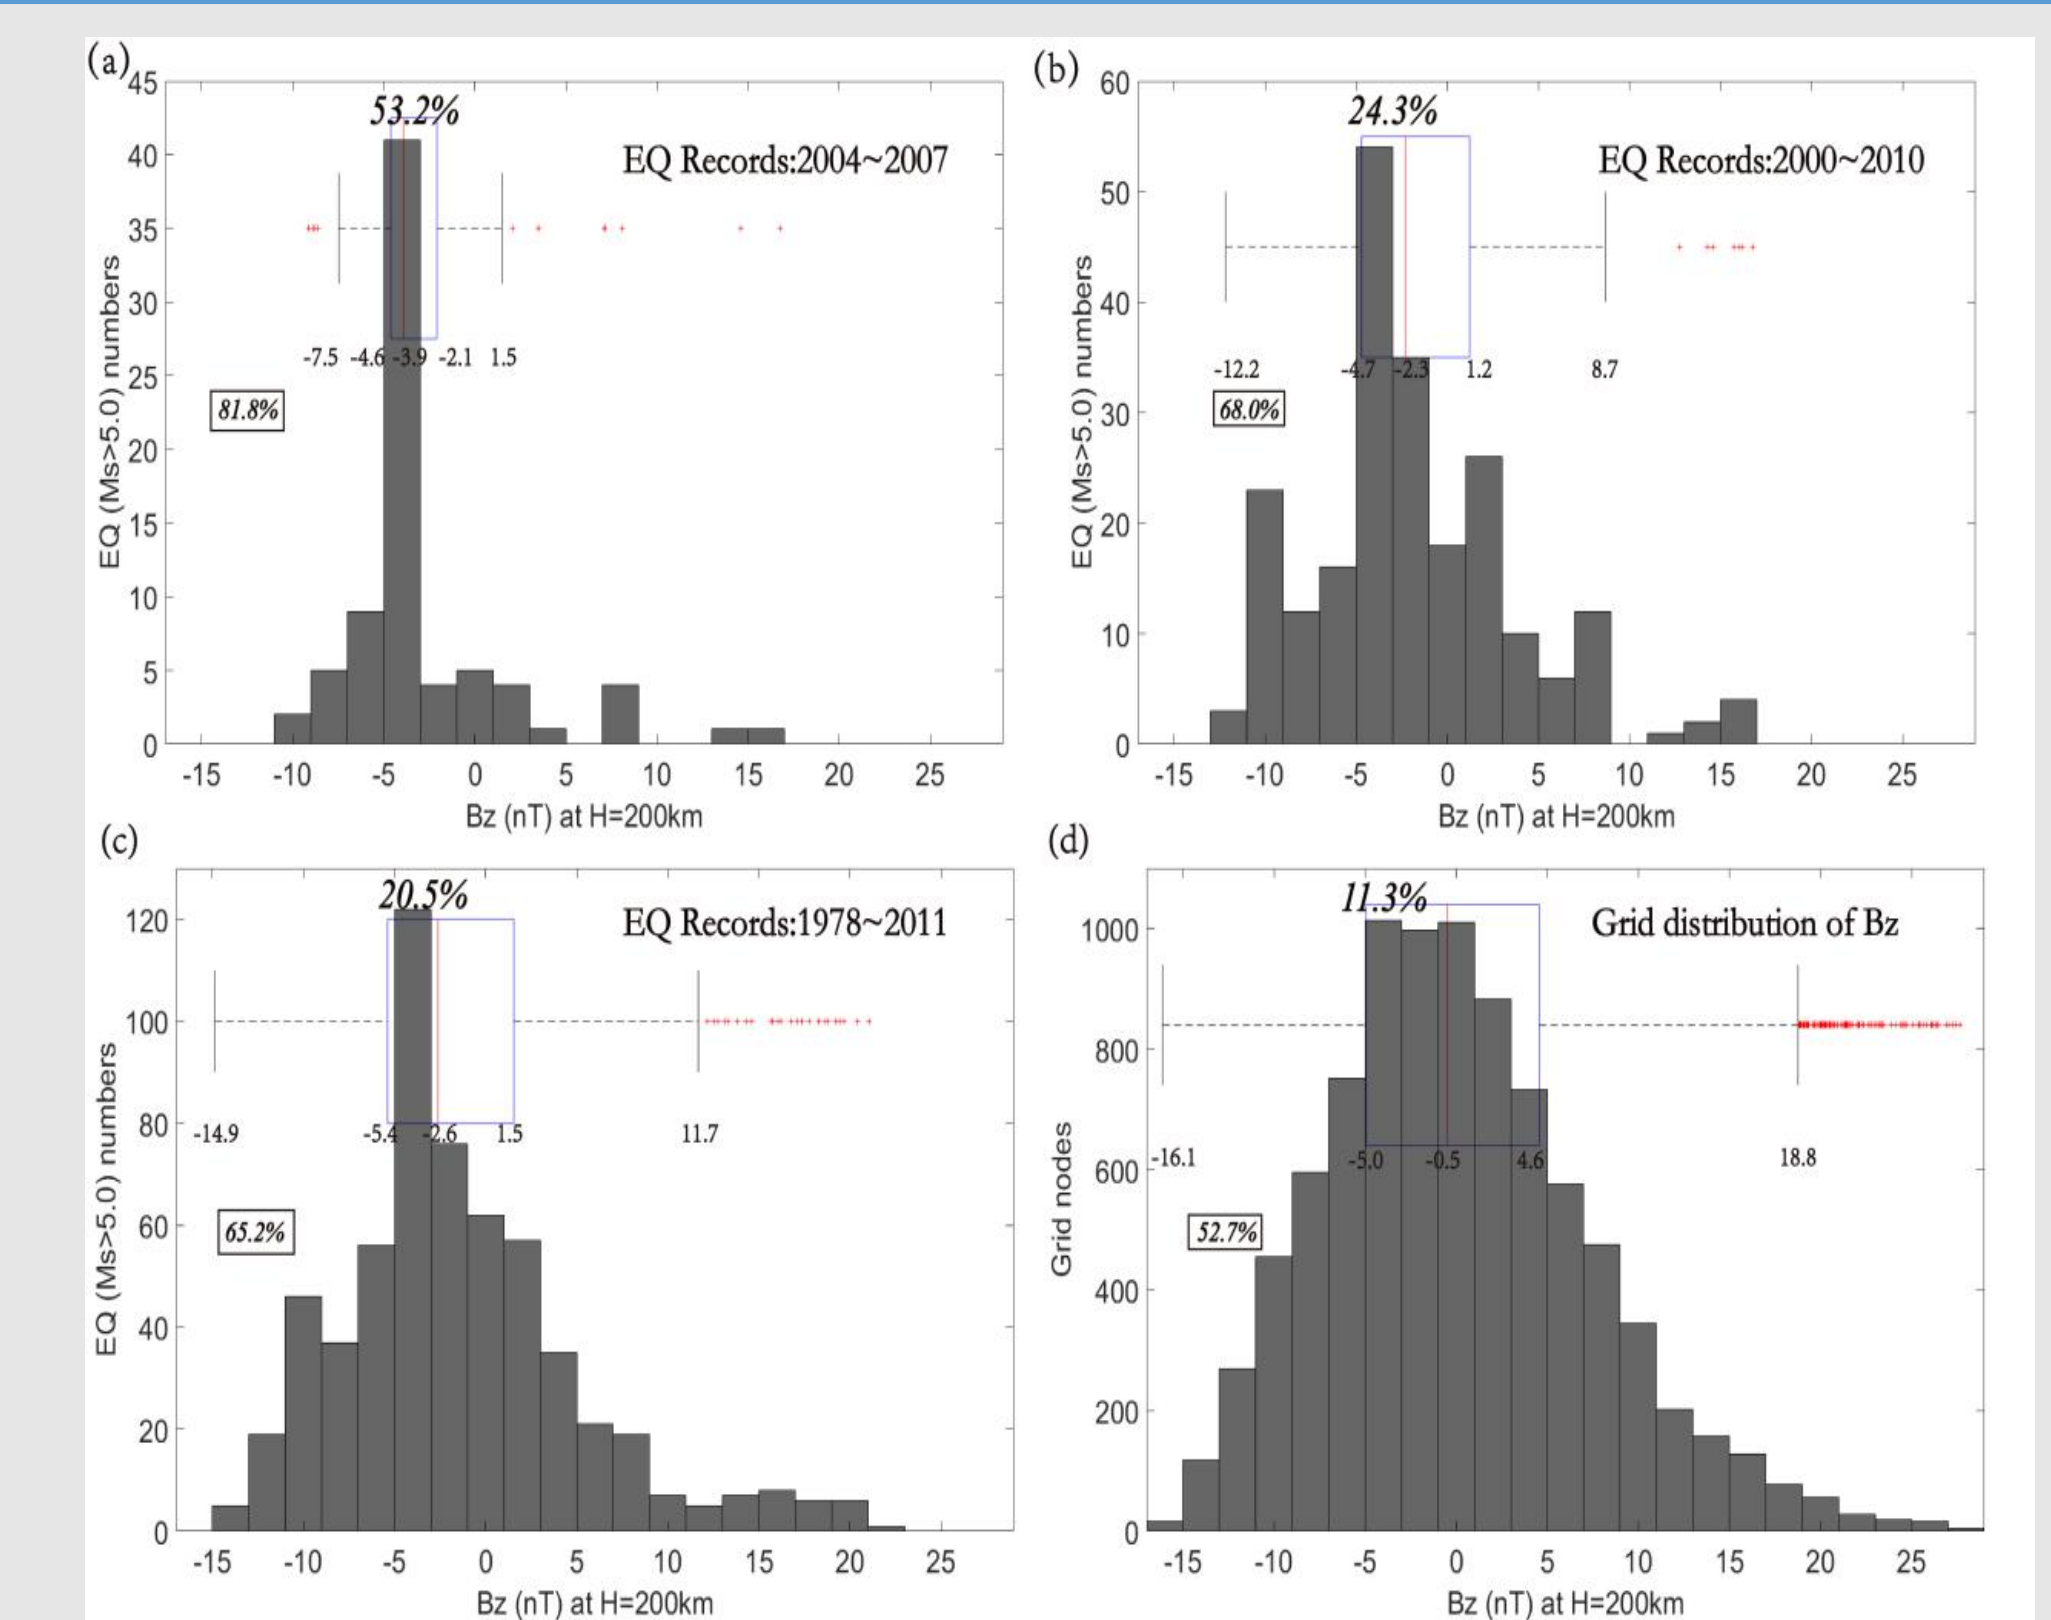 (a)
45
40
35
30
25
20
15
10
5
0
EQ (Ms>5.0) numbers
53.2%
EQ Records:2004~2007
-7.5 -4.6 -3.9 -2.1 1.5
81.8%
-15 -10 -5 0 5 10 15 20 25
Bz (nT) at H=200km
(b)
60
50
40
30
20
10
0
EQ (Ms>5.0) numbers
24.3%
EQ Records:2000~2010
-12.2 -4.7 -2.3 1.2 8.7
68.0%
-15 -10 -5 0 5 10 15 20 25
Bz (nT) at H=200km
(c)
120
100
80
60
40
20
0
EQ (Ms>5.0) numbers
20.5%
EQ Records:1978~2011
-14.9 -5.4 -2.6 1.5 11.7
65.2%
-15 -10 -5 0 5 10 15 20 25
Bz (nT) at H=200km
(d)
1000
800
600
400
200
0
Grid nodes
11.3%
Grid distribution of Bz
-16.1 -5.0 -0.5 4.6 18.8
52.7%
-15 -10 -5 0 5 10 15 20 25
Bz (nT) at H=200km